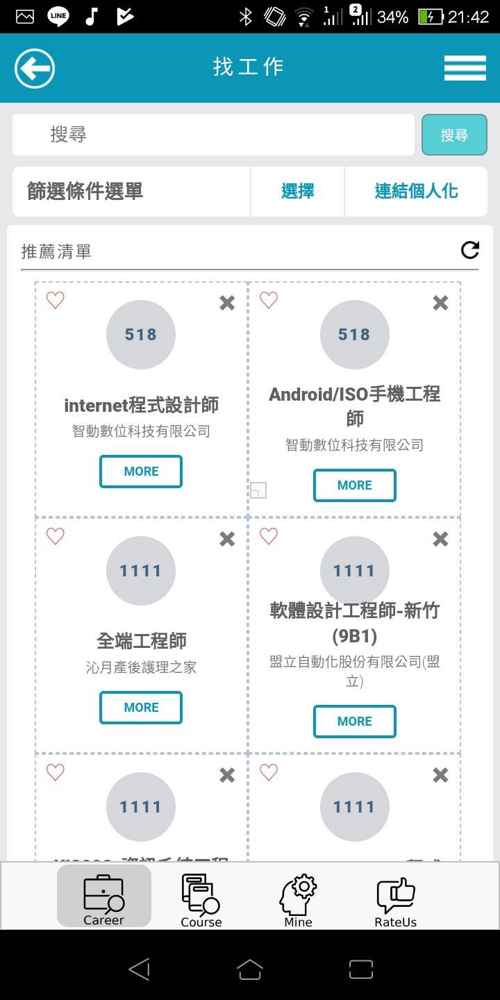 LINE
1
2
34%
21:42
找工作
搜尋
搜尋
篩選條件選單
選擇
連結個人化
推薦清單
518
internet程式設計師
智動數位科技有限公司
MORE
518
Android/ISO手機工程
師
智動數位科技有限公司
MORE
1111
全端工程師
沁月產後護理之家
MORE
1111
軟體設計工程師-新竹
(9B1)
盟立自動化股份有限公司(盟
立)
MORE
1111
1111
Career
Course
Mine
RateUs